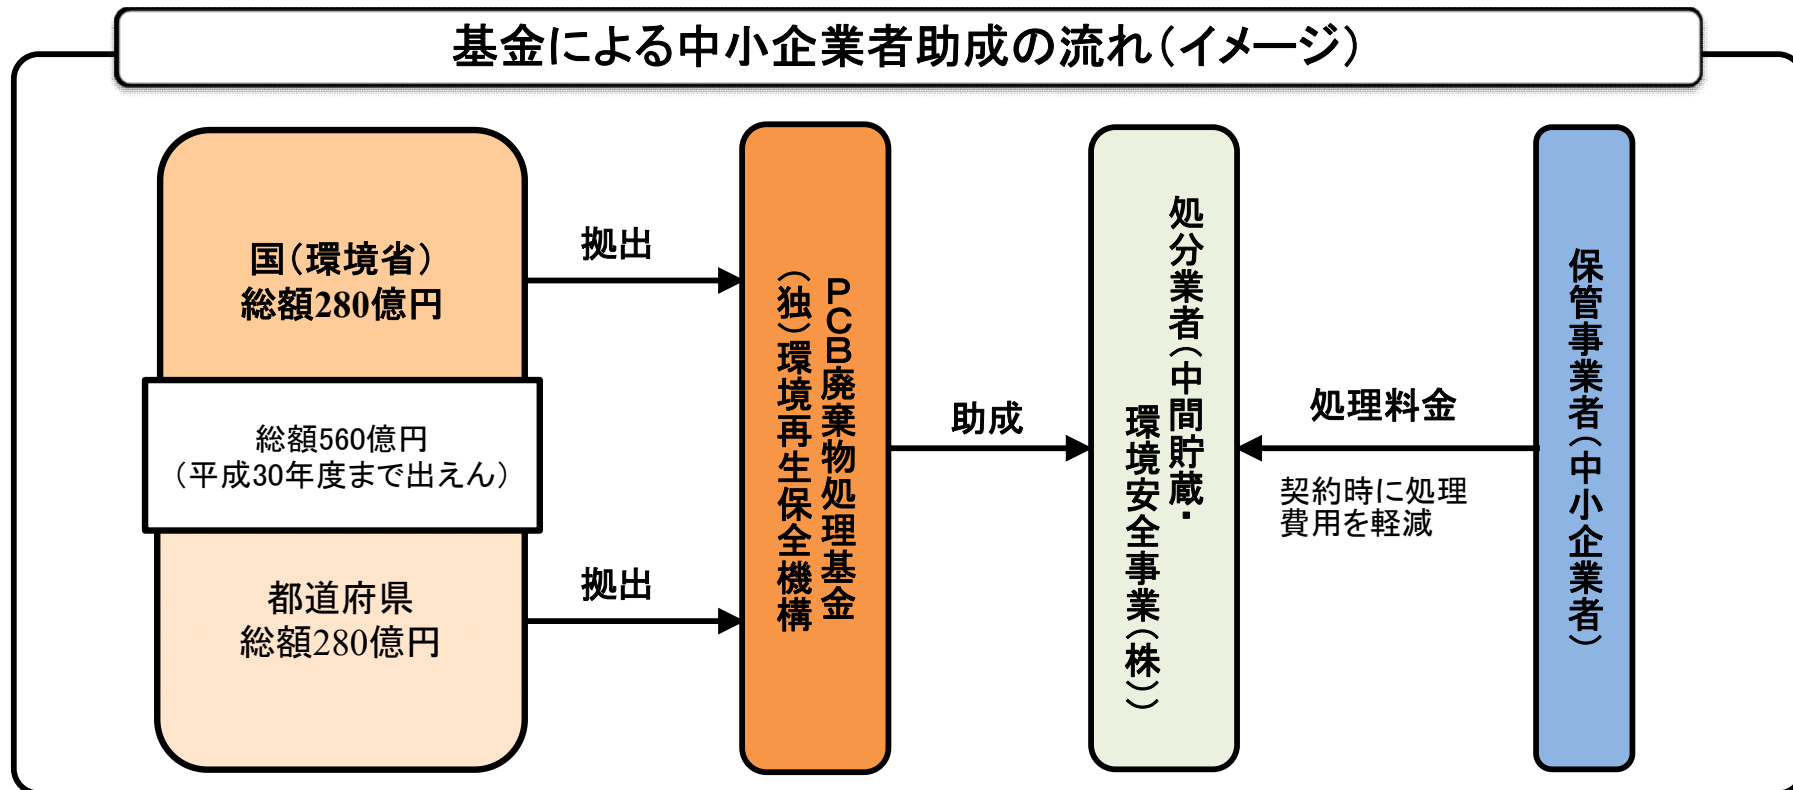 基金による中小企業者助成の流れ(イメージ)
国(環境省)
総額280億円
総額560億円
(平成30年度まで出えん)
都道府県
総額280億円
拠出
拠出
PCB廃棄物処理基金
(独)環境再生保全機構
助成
処分業者(中間貯蔵・
環境安全事業(株))
処理料金
契約時に処理
費用を軽減
保管事業者(中小企業者)